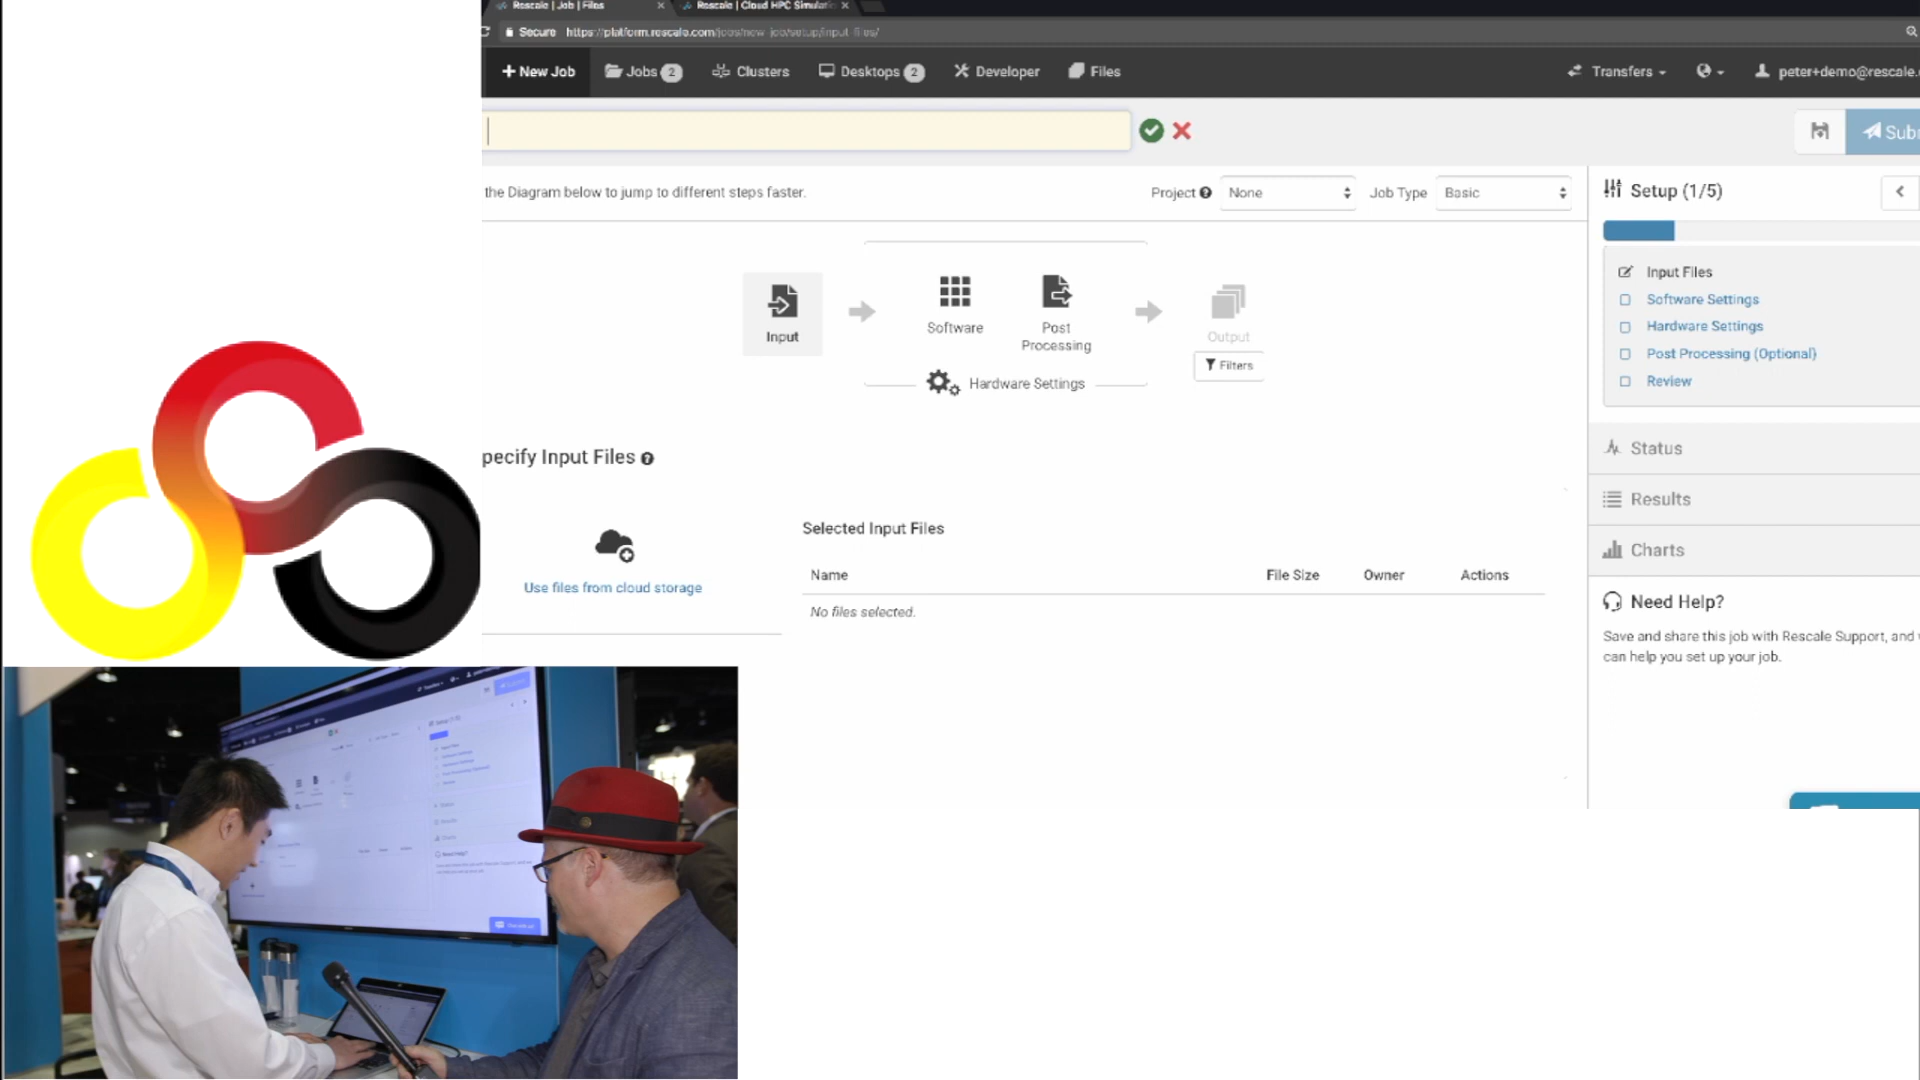 Rescale | Job | Files
Rescale | Cloud HPC Simulatio
Secure https://platform.rescale.com/jobs/new-job/setup/input-files/
New Job
Jobs 2
Clusters
Desktops 2
Developer
Files
Transfers
peter+demo@rescale.
Sub
the Diagram below to jump to different steps faster.
Project
None
Job Type
Basic
Setup (1/5)
Input
Software
Post
Processing
Output
Filters
Hardware Settings
Input Files
Software Settings
Hardware Settings
Post Processing (Optional)
Review
Status
Results
Charts
pecify Input Files
Use files from cloud storage
Selected Input Files
Name
File Size
Owner
Actions
No files selected.
Need Help?
Save and share this job with Rescale Support, and
can help you set up your job.